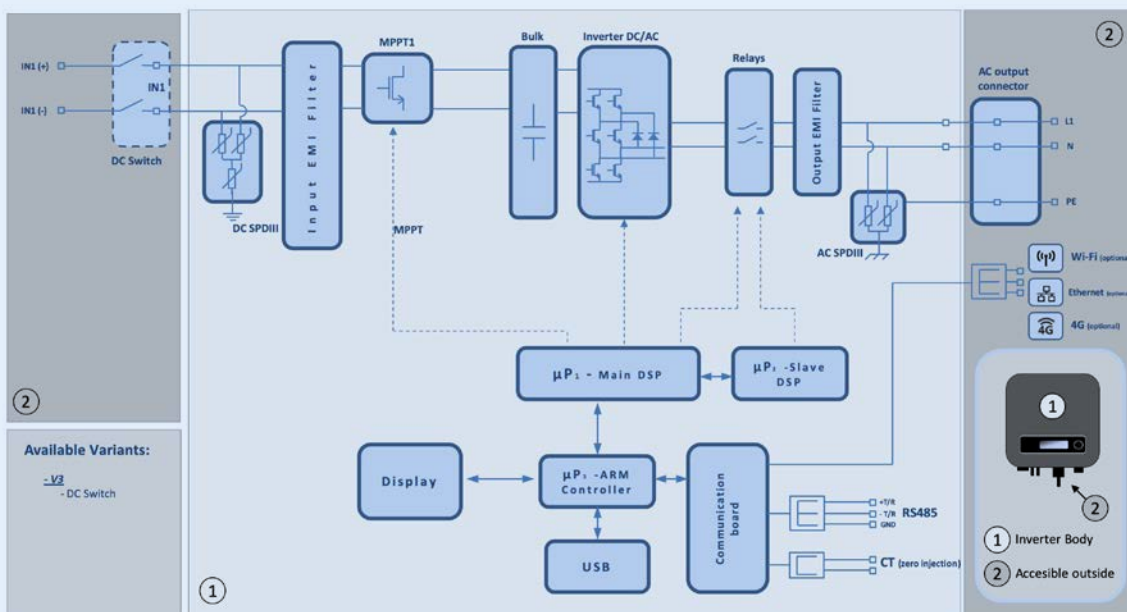 2
IN1 (+)
IN1 (-)
IN1
DC Switch
DC SPDIII
Input EMI Filter
MPPT1
MPPT
Bulk
Inverter DC/AC
Relays
Output EMI Filter
AC SPDIII
2
AC output
connector
L1
N
PE
Wi-Fi (optional
Ethernet (optional
4G
4G (optional)
µP₁ - Main DSP
µP₂ -Slave
DSP
Display
µP₃ -ARM
Controller
USB
Communication
board
+T/R
- T/R
GND
RS485
CT (zero injection)
1
Available Variants:
- V3
- DC Switch
1
2
1 Inverter Body
2 Accesible outside